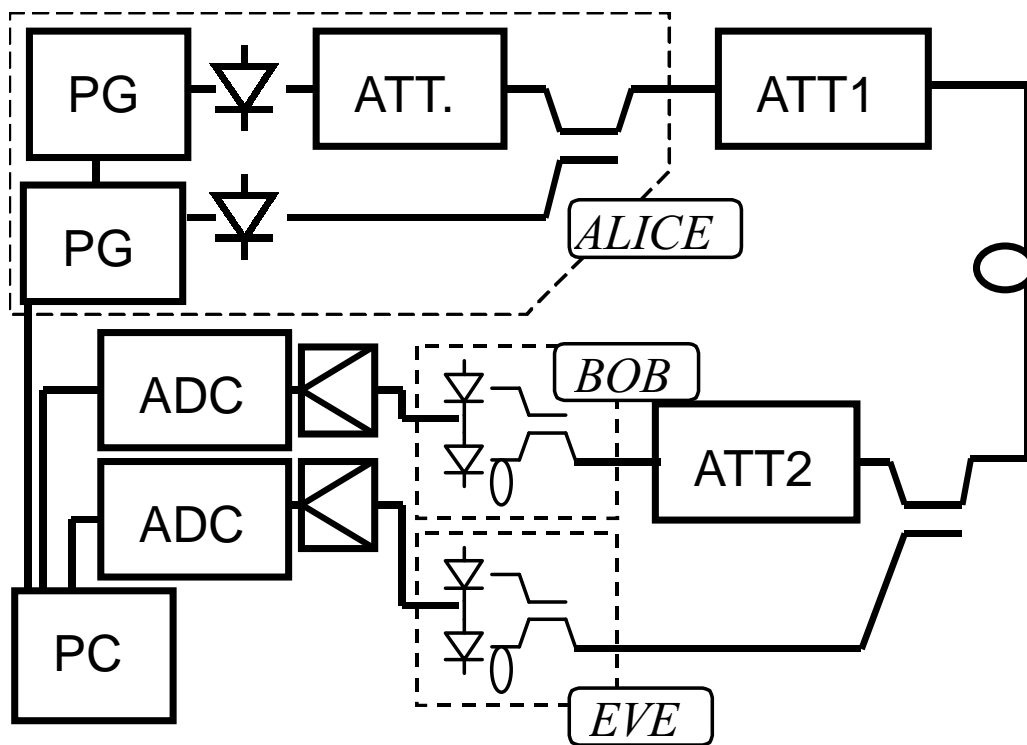 PG
ATT.
ATT1
PG
ALICE
BOB
ADC
ATT2
ADC
PC
EVE